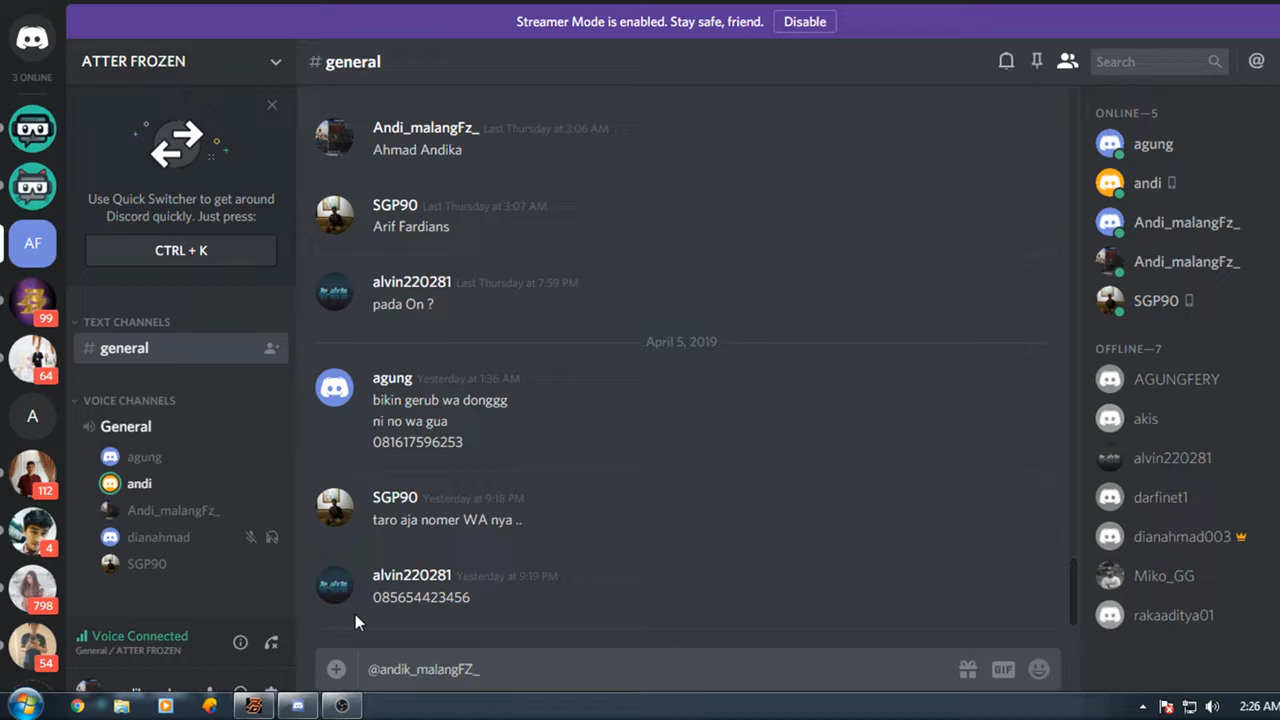 Streamer Mode is enabled. Stay safe, friend. Disable
3 ONLINE
AF
99
64
A
112
4
798
54
ATTER FROZEN
Use Quick Switcher to get around
Discord quickly. Just press:
CTRL + K
TEXT CHANNELS
# general
VOICE CHANNELS
General
agung
andi
Andi_malangFz_
dianahmad
SGP90
Voice Connected
General / ATTER FROZEN
# general
Search
@
Andi_malangFz_ Last Thursday at 3:06 AM
Ahmad Andika
SGP90 Last Thursday at 3:07 AM
Arif Fardians
alvin220281 Last Thursday at 7:59 PM
pada On ?
April 5, 2019
agung Yesterday at 1:36 AM
bikin gerub wa donggg
ni no wa gua
081617596253
SGP90 Yesterday at 9:18 PM
taro aja nomer WA nya ..
alvin220281 Yesterday at 9:19 PM
085654423456
@andik_malangFZ_
GIF
ONLINE—5
agung
andi
Andi_malangFz_
Andi_malangFz_
SGP90
OFFLINE—7
AGUNGFERY
akis
alvin220281
darfinet1
dianahmad003
Miko_GG
rakaaditya01
2:26 AM